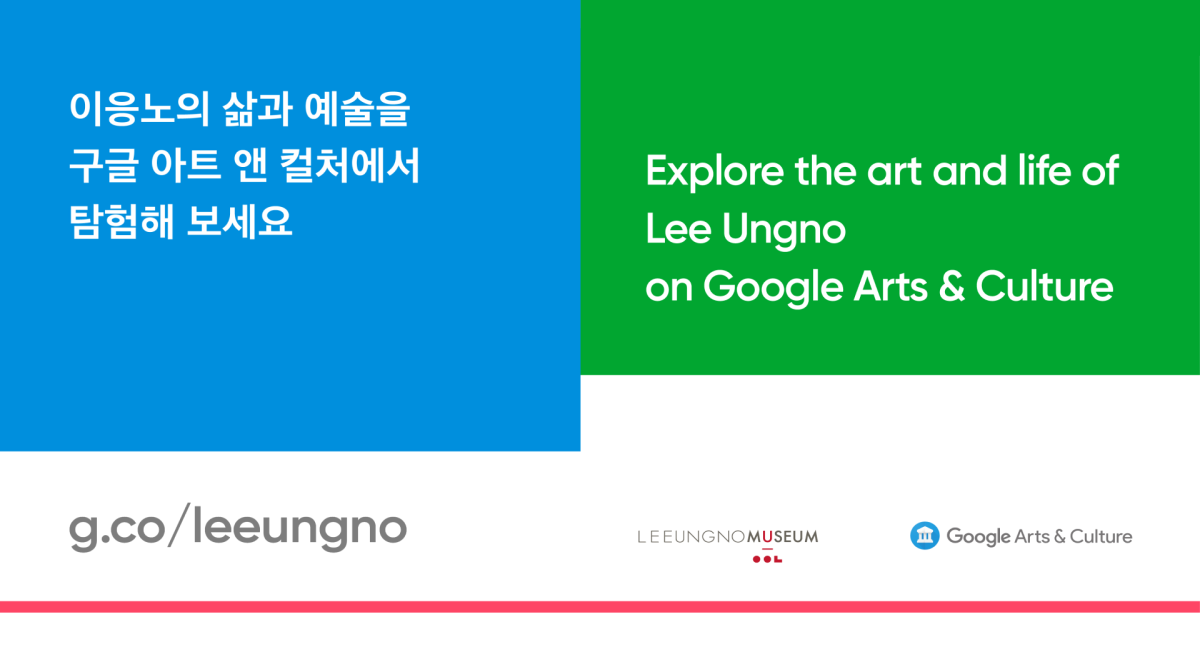 이응노의 삶과 예술을
구글 아트 앤 컬처에서
탐험해 보세요
Explore the art and life of
Lee Ungno
on Google Arts & Culture
g.co/leeungno
LEEUNGNOMUSEUM
Google Arts & Culture